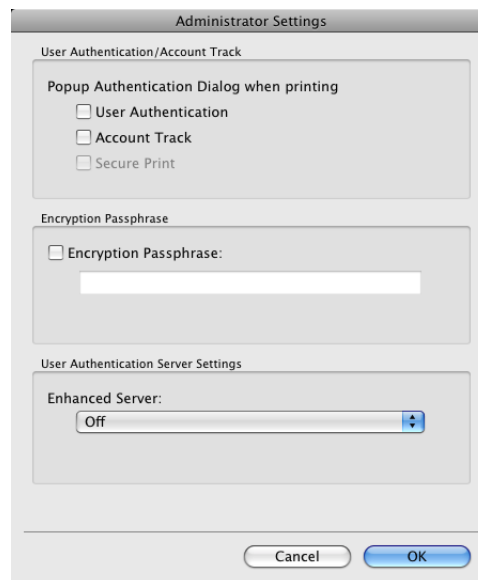 Administrator Settings
User Authentication/Account Track
Popup Authentication Dialog when printing
User Authentication
Account Track
Secure Print
Encryption Passphrase
Encryption Passphrase:
User Authentication Server Settings
Enhanced Server:
Off
Cancel
OK